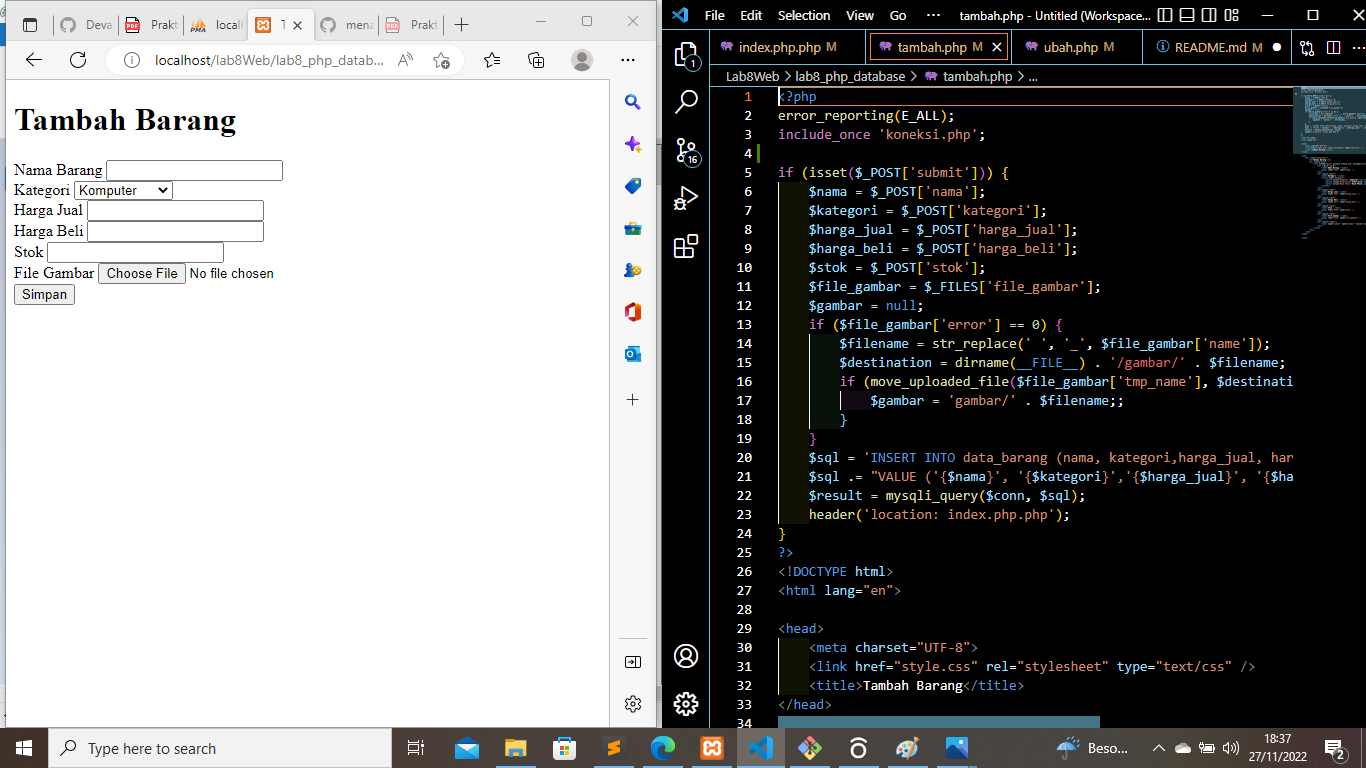 Deva
Prakt
local
T
mena
Prakt
localhost/lab8Web/lab8_php_datab...
Tambah Barang
Nama Barang
Kategori Komputer
Harga Jual
Harga Beli
Stok
File Gambar Choose File No file chosen
Simpan
File Edit Selection View Go ··· tambah.php - Untitled (Workspace...
index.php.php M tambah.php M ubah.php M README.md M
Lab8Web > lab8_php_database > tambah.php > ...
1
16
1 <?php
2 error_reporting(E_ALL);
3 include_once 'koneksi.php';
4
5 if (isset($_POST['submit'])) {
6 $nama = $_POST['nama'];
7 $kategori = $_POST['kategori'];
8 $harga_jual = $_POST['harga_jual'];
9 $harga_beli = $_POST['harga_beli'];
10 $stok = $_POST['stok'];
11 $file_gambar = $_FILES['file_gambar'];
12 $gambar = null;
13 if ($file_gambar['error'] == 0) {
14 $filename = str_replace(' ', '_', $file_gambar['name']);
15 $destination = dirname(__FILE__) . '/gambar/' . $filename;
16 if (move_uploaded_file($file_gambar['tmp_name'], $destinati
17 $gambar = 'gambar/' . $filename;;
18 }
19 }
20 $sql = 'INSERT INTO data_barang (nama, kategori,harga_jual, har
21 $sql .= "VALUE ('{$nama}', '{$kategori}','{$harga_jual}', '{$ha
22 $result = mysqli_query($conn, $sql);
23 header('location: index.php.php');
24 }
25 ?>
26 <!DOCTYPE html>
27 <html lang="en">
28
29 <head>
30 <meta charset="UTF-8">
31 <link href="style.css" rel="stylesheet" type="text/css" />
32 <title>Tambah Barang</title>
33 </head>
34
Type here to search
Beso...
18:37
27/11/2022
2